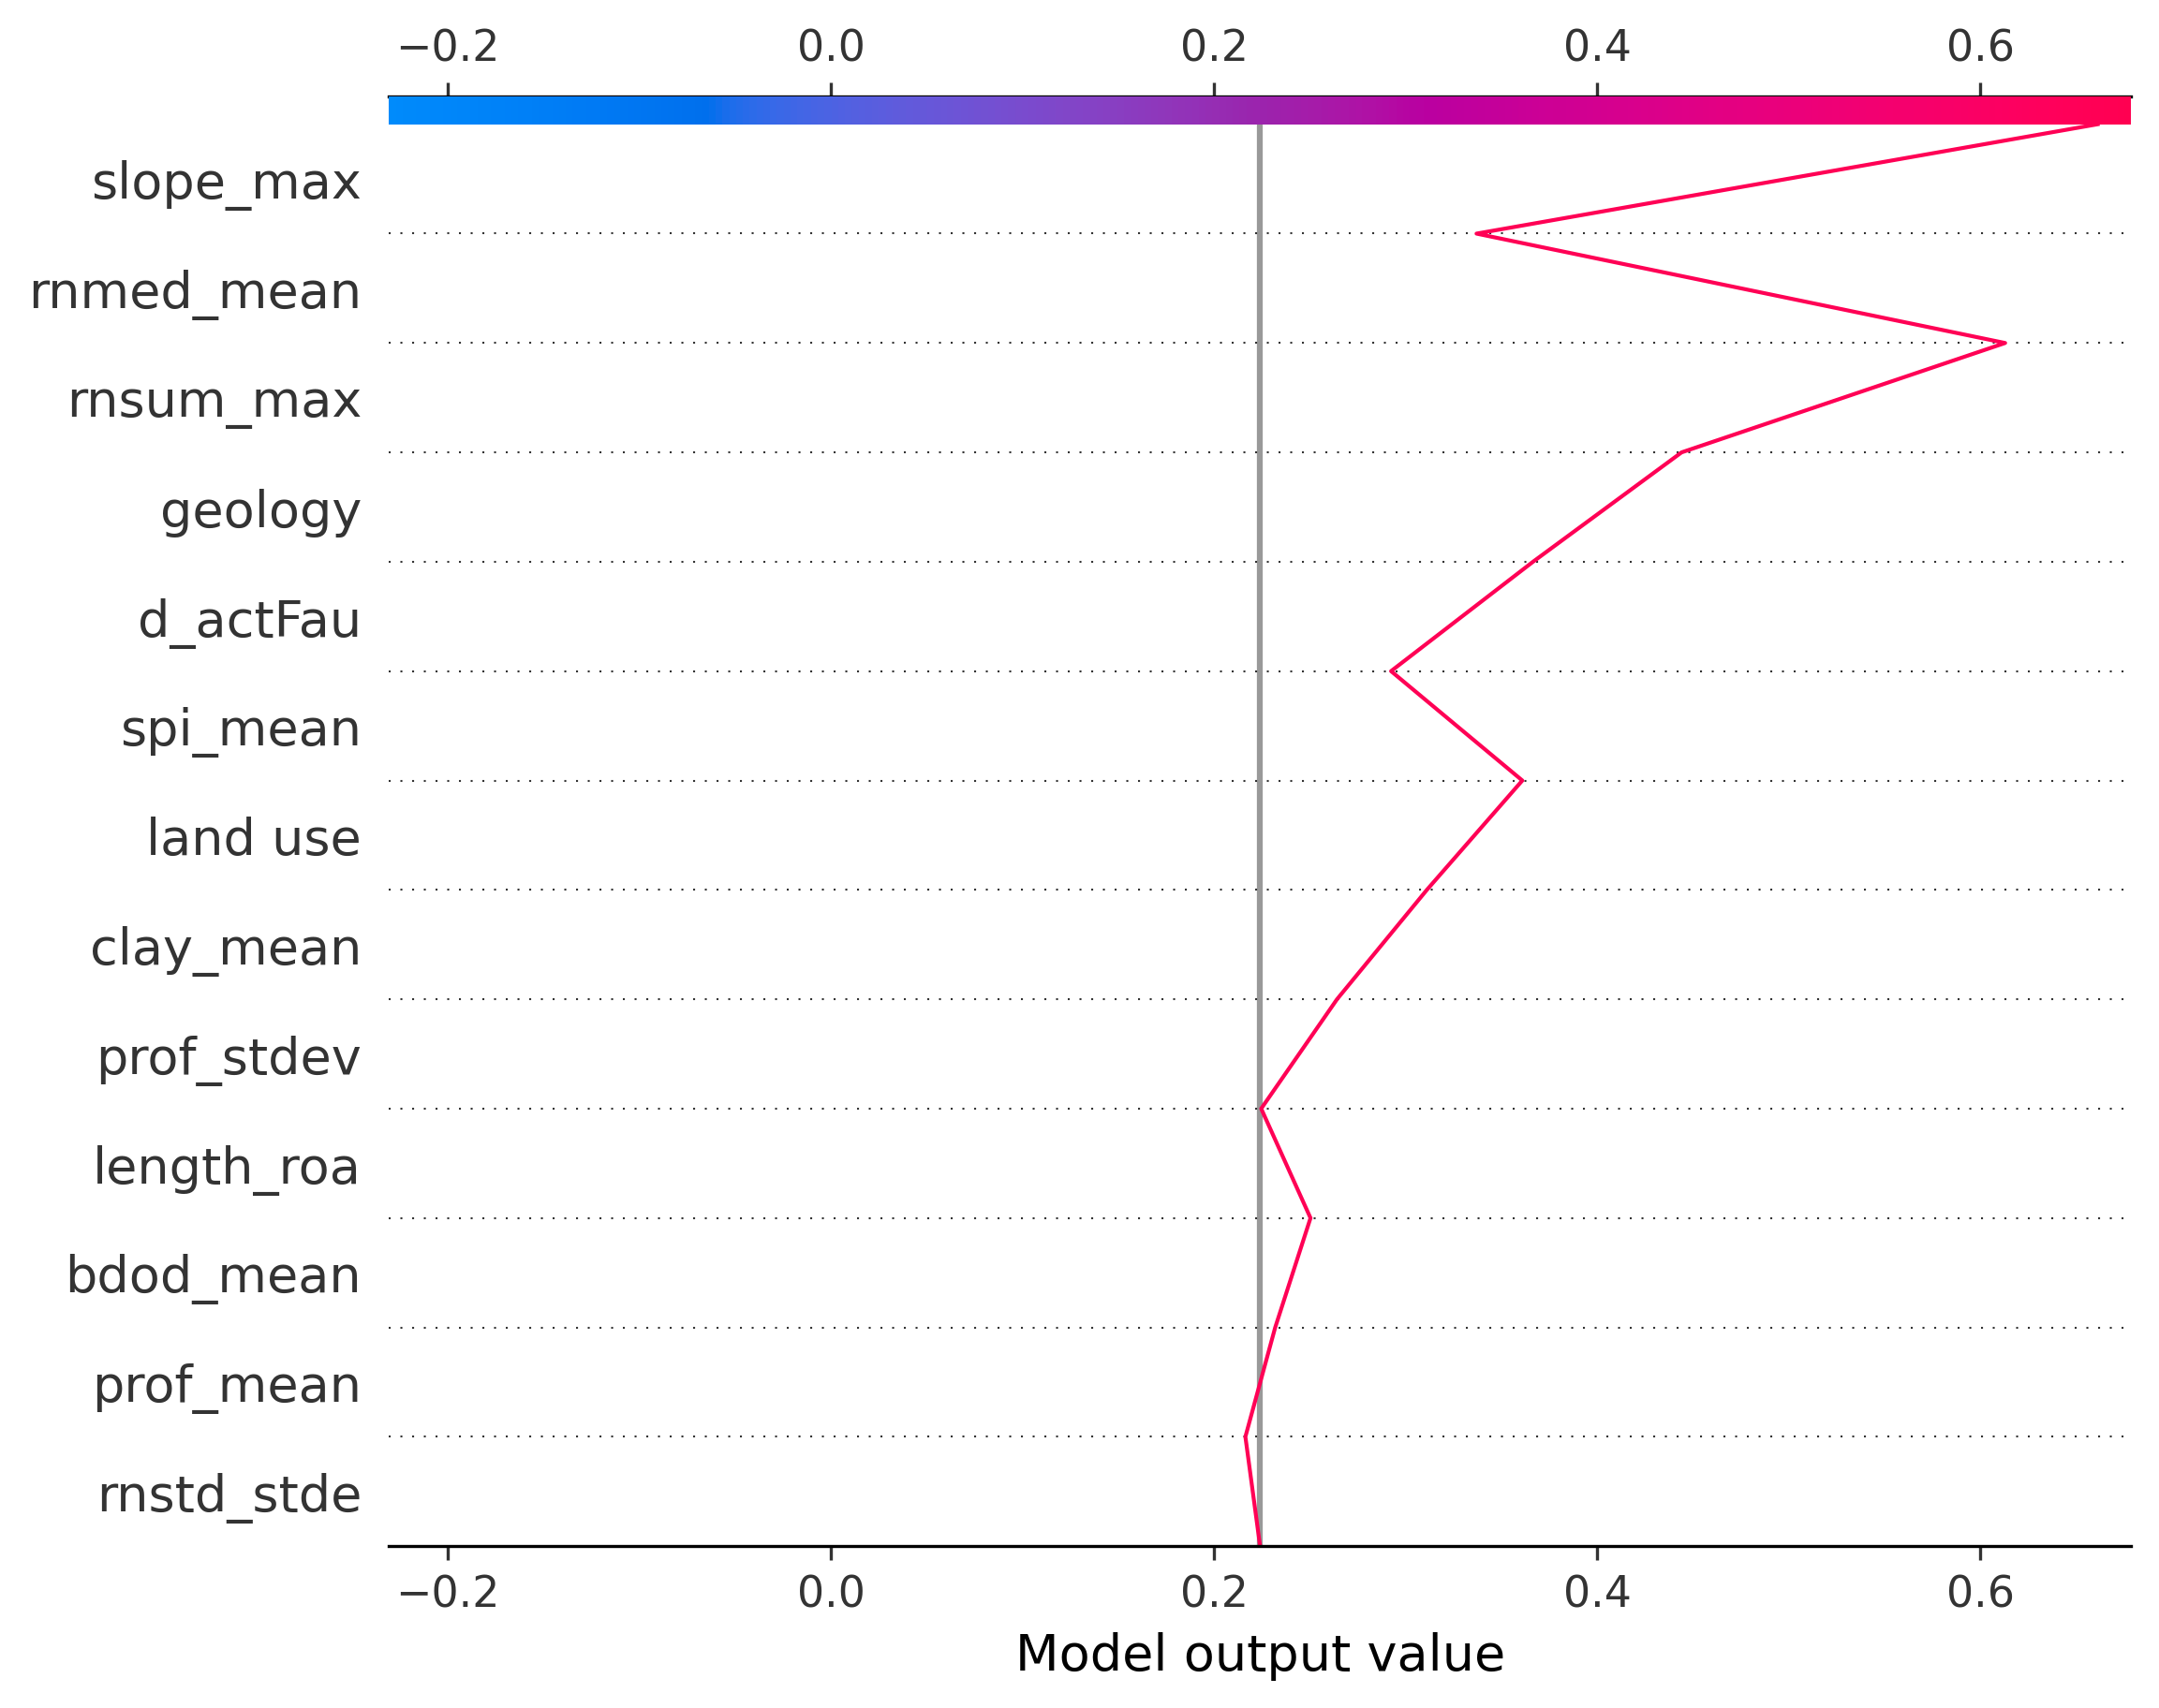 −0.2 0.0 0.2 0.4 0.6
slope_max
rnmed_mean
rnsum_max
geology
d_actFau
spi_mean
land use
clay_mean
prof_stdev
length_roa
bdod_mean
prof_mean
rnstd_stde
−0.2 0.0 0.2 0.4 0.6
Model output value